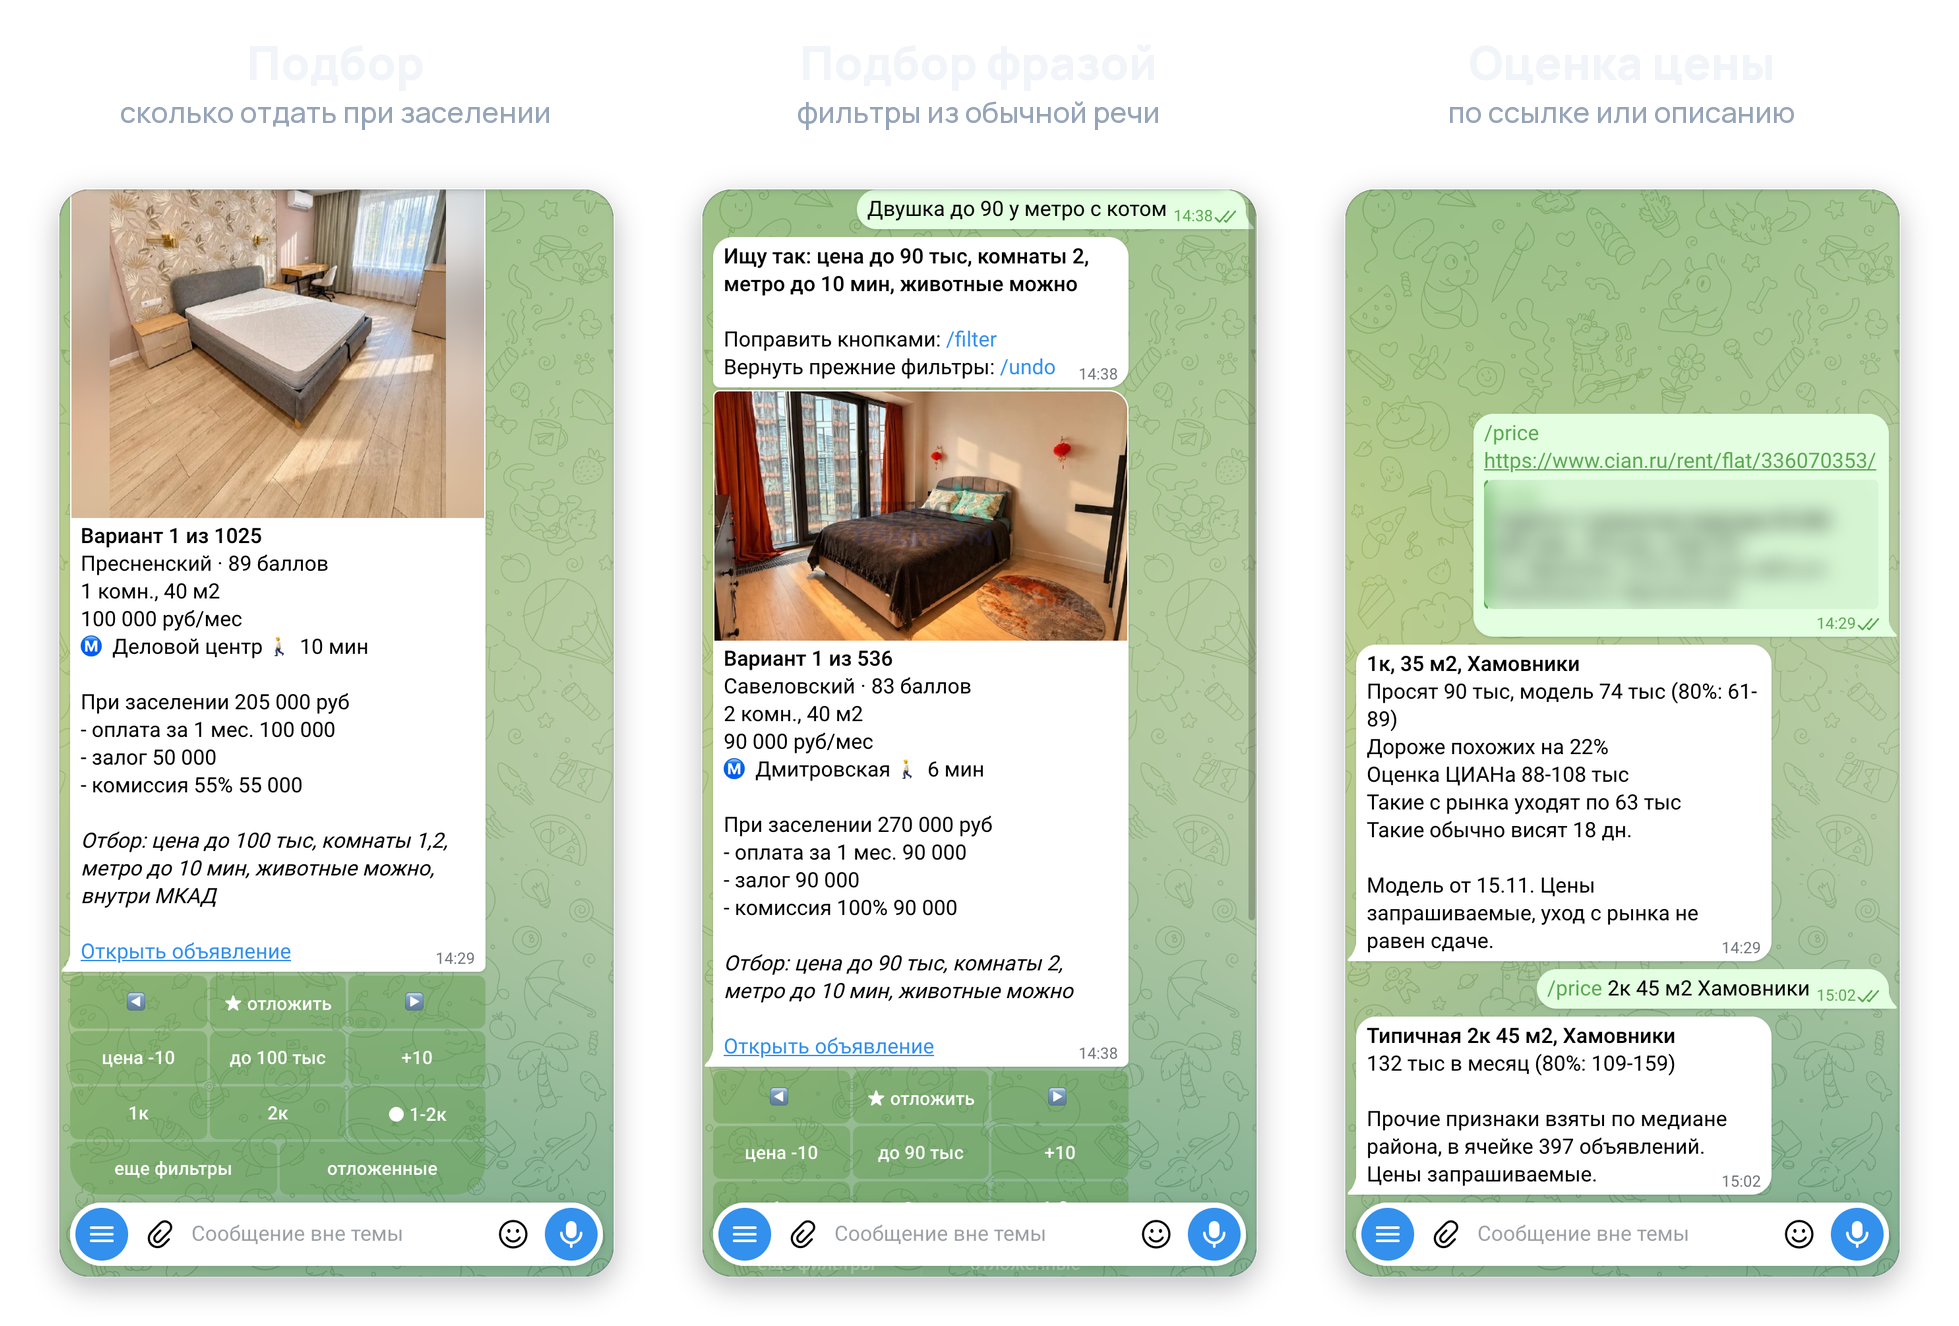 Подбор
сколько отдать при заселении
Вариант 1 из 1025
Пресненский · 89 баллов
1 комн., 40 м2
100 000 руб/мес
Ⓜ️ Деловой центр 🚶 10 мин
При заселении 205 000 руб
- оплата за 1 мес. 100 000
- залог 50 000
- комиссия 55% 55 000
Отбор: цена до 100 тыс, комнаты 1,2,
метро до 10 мин, животные можно,
внутри МКАД
Открыть объявление 14:29
◀️ ★ отложить ▶️
цена -10 до 100 тыс +10
1к 2к ⚪ 1-2к
еще фильтры отложенные
Сообщение вне темы
Подбор фразой
фильтры из обычной речи
Двушка до 90 у метро с котом 14:38
Ищу так: цена до 90 тыс, комнаты 2,
метро до 10 мин, животные можно
Поправить кнопками: /filter
Вернуть прежние фильтры: /undo 14:38
Вариант 1 из 536
Савеловский · 83 баллов
2 комн., 40 м2
90 000 руб/мес
Ⓜ️ Дмитровская 🚶 6 мин
При заселении 270 000 руб
- оплата за 1 мес. 90 000
- залог 90 000
- комиссия 100% 90 000
Отбор: цена до 90 тыс, комнаты 2,
метро до 10 мин, животные можно
Открыть объявление 14:38
◀️ ★ отложить ▶️
цена -10 до 90 тыс +10
Сообщение вне темы
еще фильтры отложенные
Оценка цены
по ссылке или описанию
/price
https://www.cian.ru/rent/flat/336070353/
14:29
1к, 35 м2, Хамовники
Просят 90 тыс, модель 74 тыс (80%: 61-
89)
Дороже похожих на 22%
Оценка ЦИАНа 88-108 тыс
Такие с рынка уходят по 63 тыс
Такие обычно висят 18 дн.
Модель от 15.11. Цены
запрашиваемые, уход с рынка не
равен сдаче. 14:29
/price 2к 45 м2 Хамовники 15:02
Типичная 2к 45 м2, Хамовники
132 тыс в месяц (80%: 109-159)
Прочие признаки взяты по медиане
района, в ячейке 397 объявлений.
Цены запрашиваемые. 15:02
Сообщение вне темы